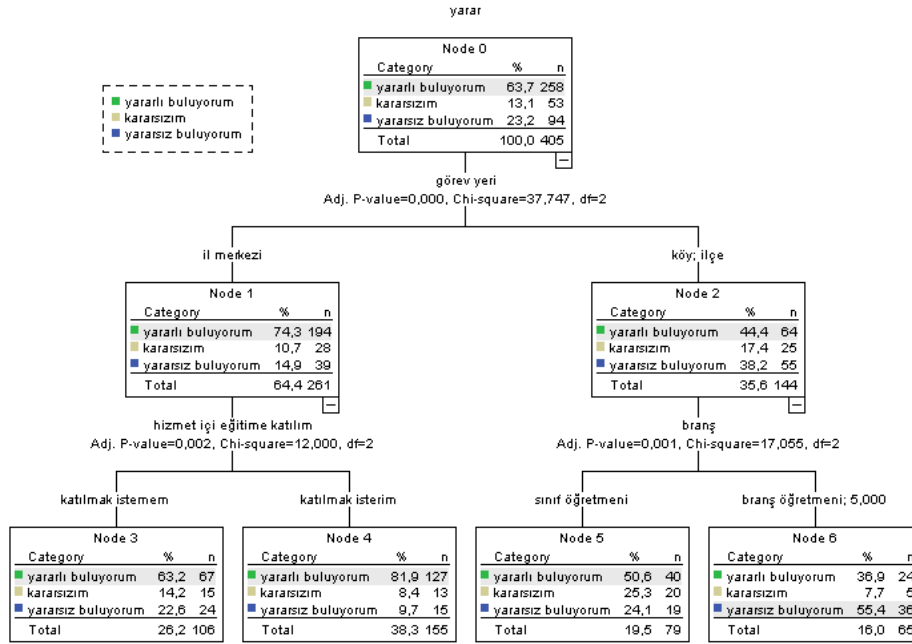 yarar
Node 0
Category % n
yararlı buluyorum 63,7 258
kararsızım 13,1 53
yararsız buluyorum 23,2 94
Total 100,0 405
yararlı buluyorum
kararsızım
yararsız buluyorum
görev yeri
Adj. P-value=0,000, Chi-square=37,747, df=2
il merkezi
köy; ilçe
Node 1
Category % n
yararlı buluyorum 74,3 194
kararsızım 10,7 28
yararsız buluyorum 14,9 39
Total 64,4 261
Node 2
Category % n
yararlı buluyorum 44,4 64
kararsızım 17,4 25
yararsız buluyorum 38,2 55
Total 35,6 144
hizmet içi eğitime katılım
Adj. P-value=0,002, Chi-square=12,000, df=2
branş
Adj. P-value=0,001, Chi-square=17,055, df=2
katılmak istemem
katılmak isterim
sınıf öğretmeni
branş öğretmeni; 5,000
Node 3
Category % n
yararlı buluyorum 63,2 67
kararsızım 14,2 15
yararsız buluyorum 22,6 24
Total 26,2 106
Node 4
Category % n
yararlı buluyorum 81,9 127
kararsızım 8,4 13
yararsız buluyorum 9,7 15
Total 38,3 155
Node 5
Category % n
yararlı buluyorum 50,6 40
kararsızım 25,3 20
yararsız buluyorum 24,1 19
Total 19,5 79
Node 6
Category % n
yararlı buluyorum 36,9 24
kararsızım 7,7 5
yararsız buluyorum 55,4 36
Total 16,0 65